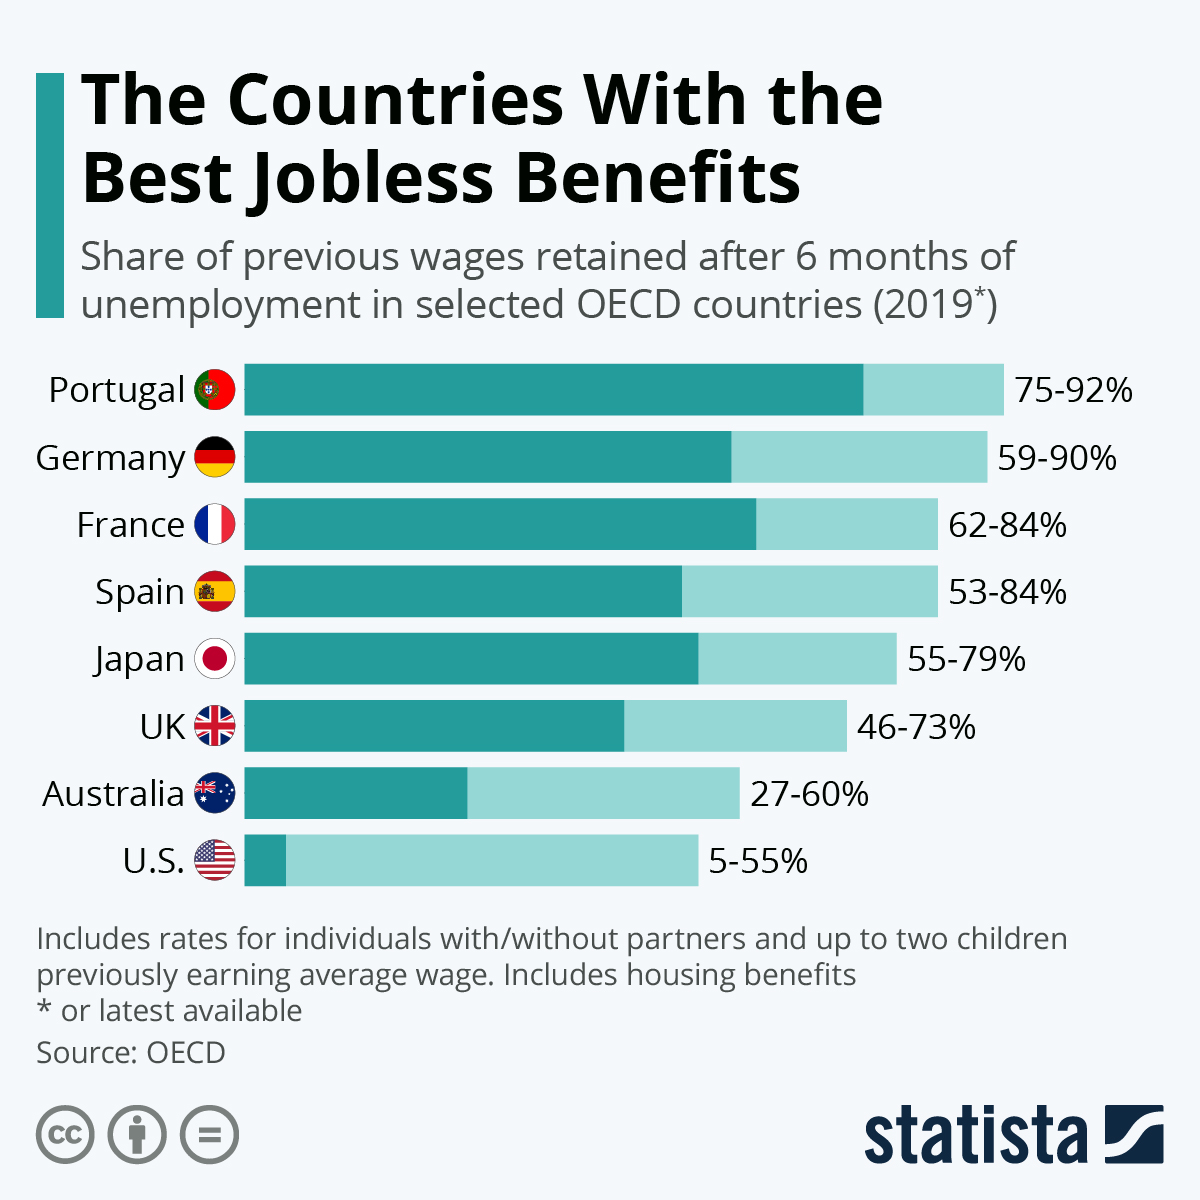 The Countries With the
Best Jobless Benefits
Share of previous wages retained after 6 months of
unemployment in selected OECD countries (2019*)
Portugal 75-92%
Germany 59-90%
France 62-84%
Spain 53-84%
Japan 55-79%
UK 46-73%
Australia 27-60%
U.S. 5-55%
Includes rates for individuals with/without partners and up to two children
previously earning average wage. Includes housing benefits
* or latest available
Source: OECD
cc =
statista